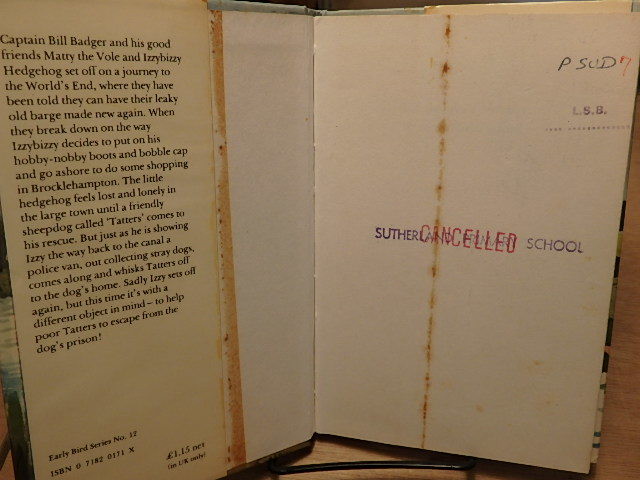 Captain Bill Badger and his good
friends Matty the Vole and Izzybizzy
Hedgehog set off on a journey to
the World's End, where they have
been told they can have their leaky
old barge made new again. When
they break down on the way
Izzybizzy decides to put on his
hobby-nobby boots and bobble cap
and go ashore to do some shopping
in Brocklehampton. The little
hedgehog feels lost and lonely in
the large town until a friendly
sheepdog called 'Tatters' comes to
his rescue. But just as he is showing
Izzy the way back to the canal a
police van, out collecting stray dogs,
comes along and whisks Tatters off
to the dog's home. Sadly Izzy sets off
again, but this time it's with a
different object in mind – to help
poor Tatters to escape from the
dog's prison!
Early Bird Series No. 12
ISBN 0 7182 0171 X
£1.15 net
(in UK only)
P SUD 7
L.S.B.
SUTHERLAND PRIMARY SCHOOL
CANCELLED